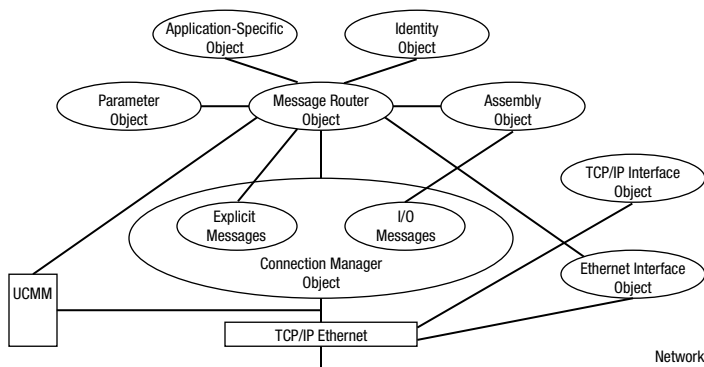 Application-Specific
Object
Identity
Object
Parameter
Object
Message Router
Object
Assembly
Object
TCP/IP Interface
Object
Explicit
Messages
I/O
Messages
Connection Manager
Object
Ethernet Interface
Object
UCMM
TCP/IP Ethernet
Network